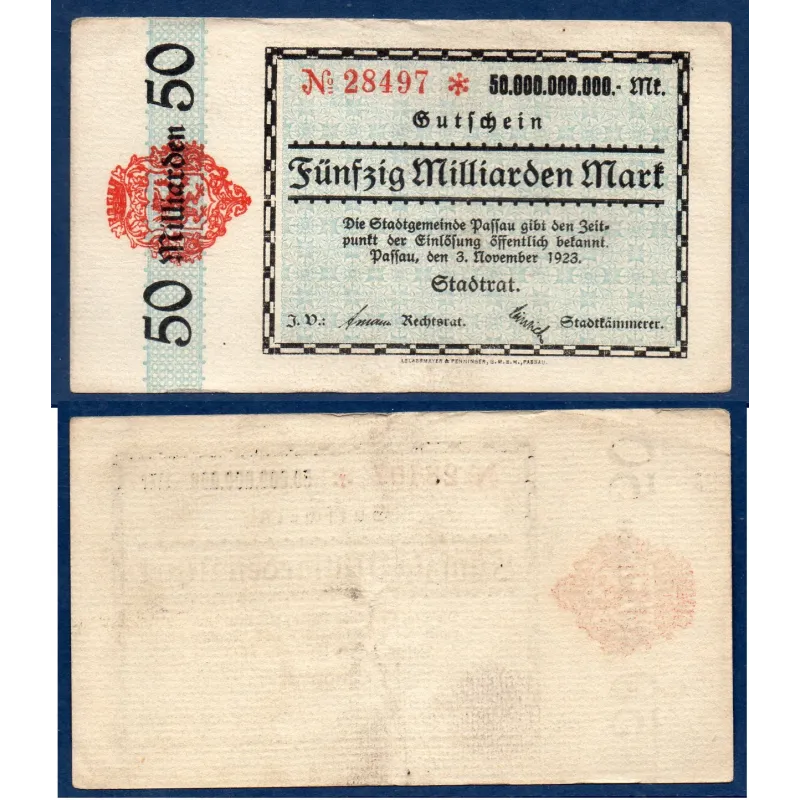 50 Milliarden 50
№ 28497 * 50.000.000.000.- Mk.
Gutschein
Fünfzig Milliarden Mark
Die Stadtgemeinde Passau gibt den Zeit-
punkt der Einlösung öffentlich bekannt.
Passau, den 3. November 1923.
Stadtrat.
J. V.: Rechtsrat. Stadtkämmerer.